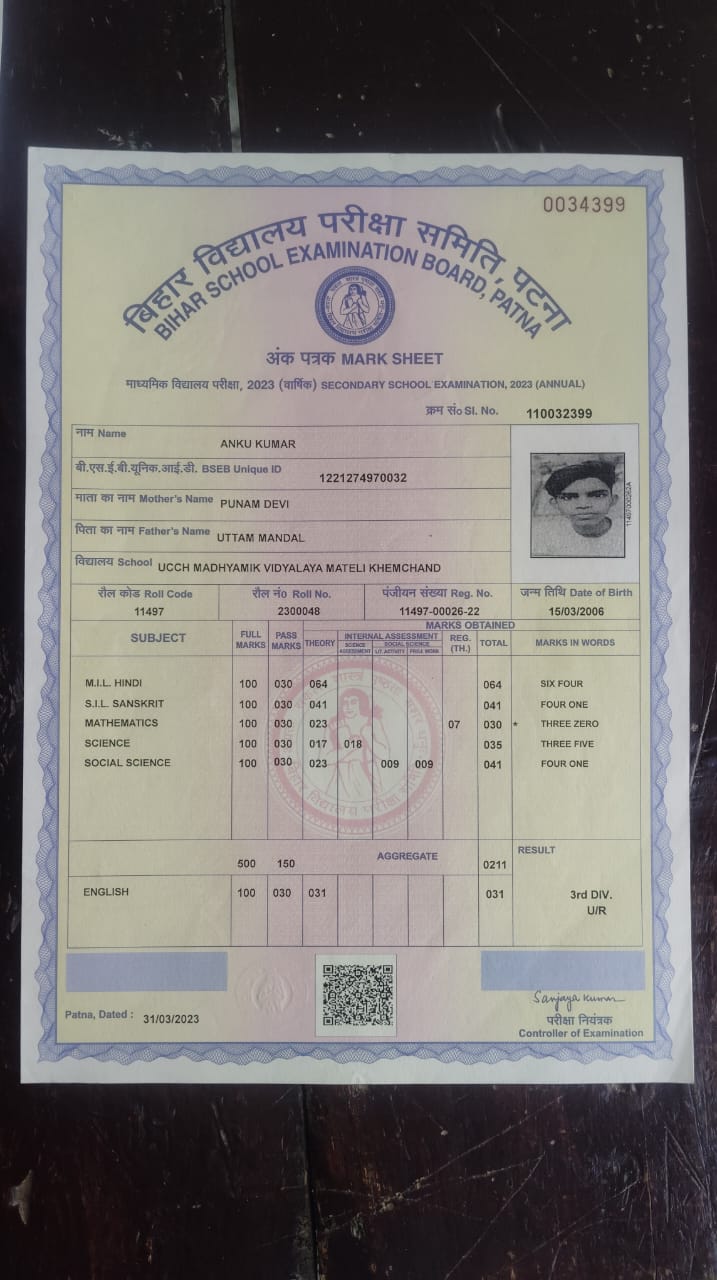 0034399
बिहार विद्यालय परीक्षा समिति, पटना
BIHAR SCHOOL EXAMINATION BOARD, PATNA
अंक पत्रक MARK SHEET
माध्यमिक विद्यालय परीक्षा, 2023 (वार्षिक) SECONDARY SCHOOL EXAMINATION, 2023 (ANNUAL)
क्रम सं० Sl. No. 110032399
नाम Name ANKU KUMAR
बी.एस.ई.बी.यूनिक.आई.डी. BSEB Unique ID 1221274970032
माता का नाम Mother's Name PUNAM DEVI
पिता का नाम Father's Name UTTAM MANDAL
विद्यालय School UCCH MADHYAMIK VIDYALAYA MATELI KHEMCHAND
रौल कोड Roll Code रौल नं० Roll No. पंजीयन संख्या Reg. No. जन्म तिथि Date of Birth
11497 2300048 11497-00026-22 15/03/2006
MARKS OBTAINED
SUBJECT FULL MARKS PASS MARKS THEORY INTERNAL ASSESSMENT REG. (TH.) TOTAL MARKS IN WORDS
SCIENCE ASSESSMENT SOCIAL SCIENCE LIT. ACTIVITY PROJ. WORK
M.I.L. HINDI 100 030 064 064 SIX FOUR
S.I.L. SANSKRIT 100 030 041 041 FOUR ONE
MATHEMATICS 100 030 023 07 030 * THREE ZERO
SCIENCE 100 030 017 018 035 THREE FIVE
SOCIAL SCIENCE 100 030 023 009 009 041 FOUR ONE
500 150 AGGREGATE 0211 RESULT
ENGLISH 100 030 031 031 3rd DIV.
U/R
Patna, Dated : 31/03/2023
Sanjaya Kumar
परीक्षा नियंत्रक
Controller of Examination